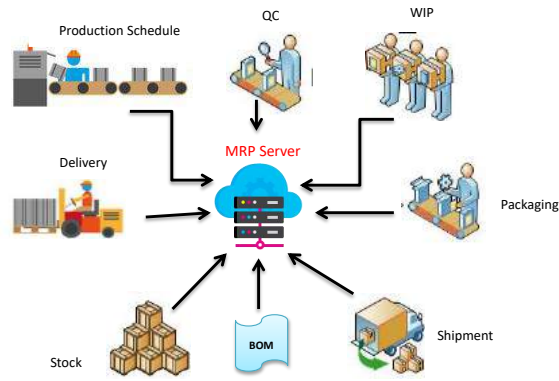 QC
WIP
Production Schedule
MRP Server
Delivery
Packaging
BOM
Shipment
Stock